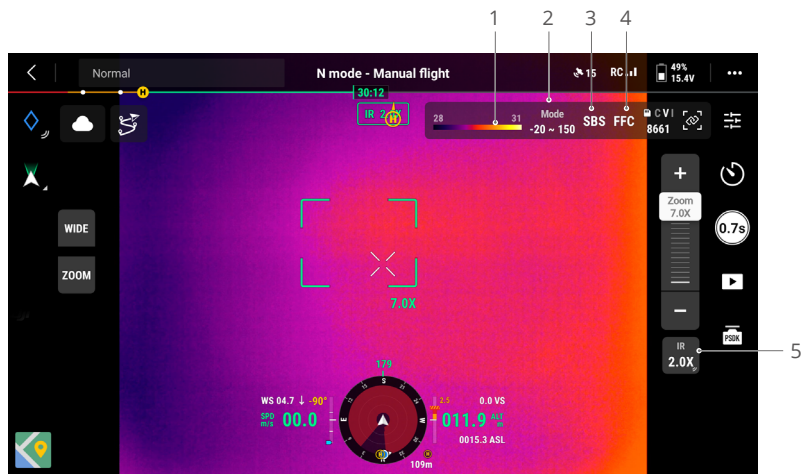 1 2 3 4
Normal
N mode - Manual flight
15
RC
49%
15.4V
30:12
H
H
28 31
Mode
-20 ~ 150
SBS
FFC
C V I
8661
WIDE
ZOOM
+
Zoom
7.0X
0.7s
7.0X
PSDK
IR
2.0X
5
179
WS 04.7 ↓ -90°
SPD
m/s
00.0
S
E
W
2.5
0.0 VS
011.9
ALT
m
0015.3 ASL
109m